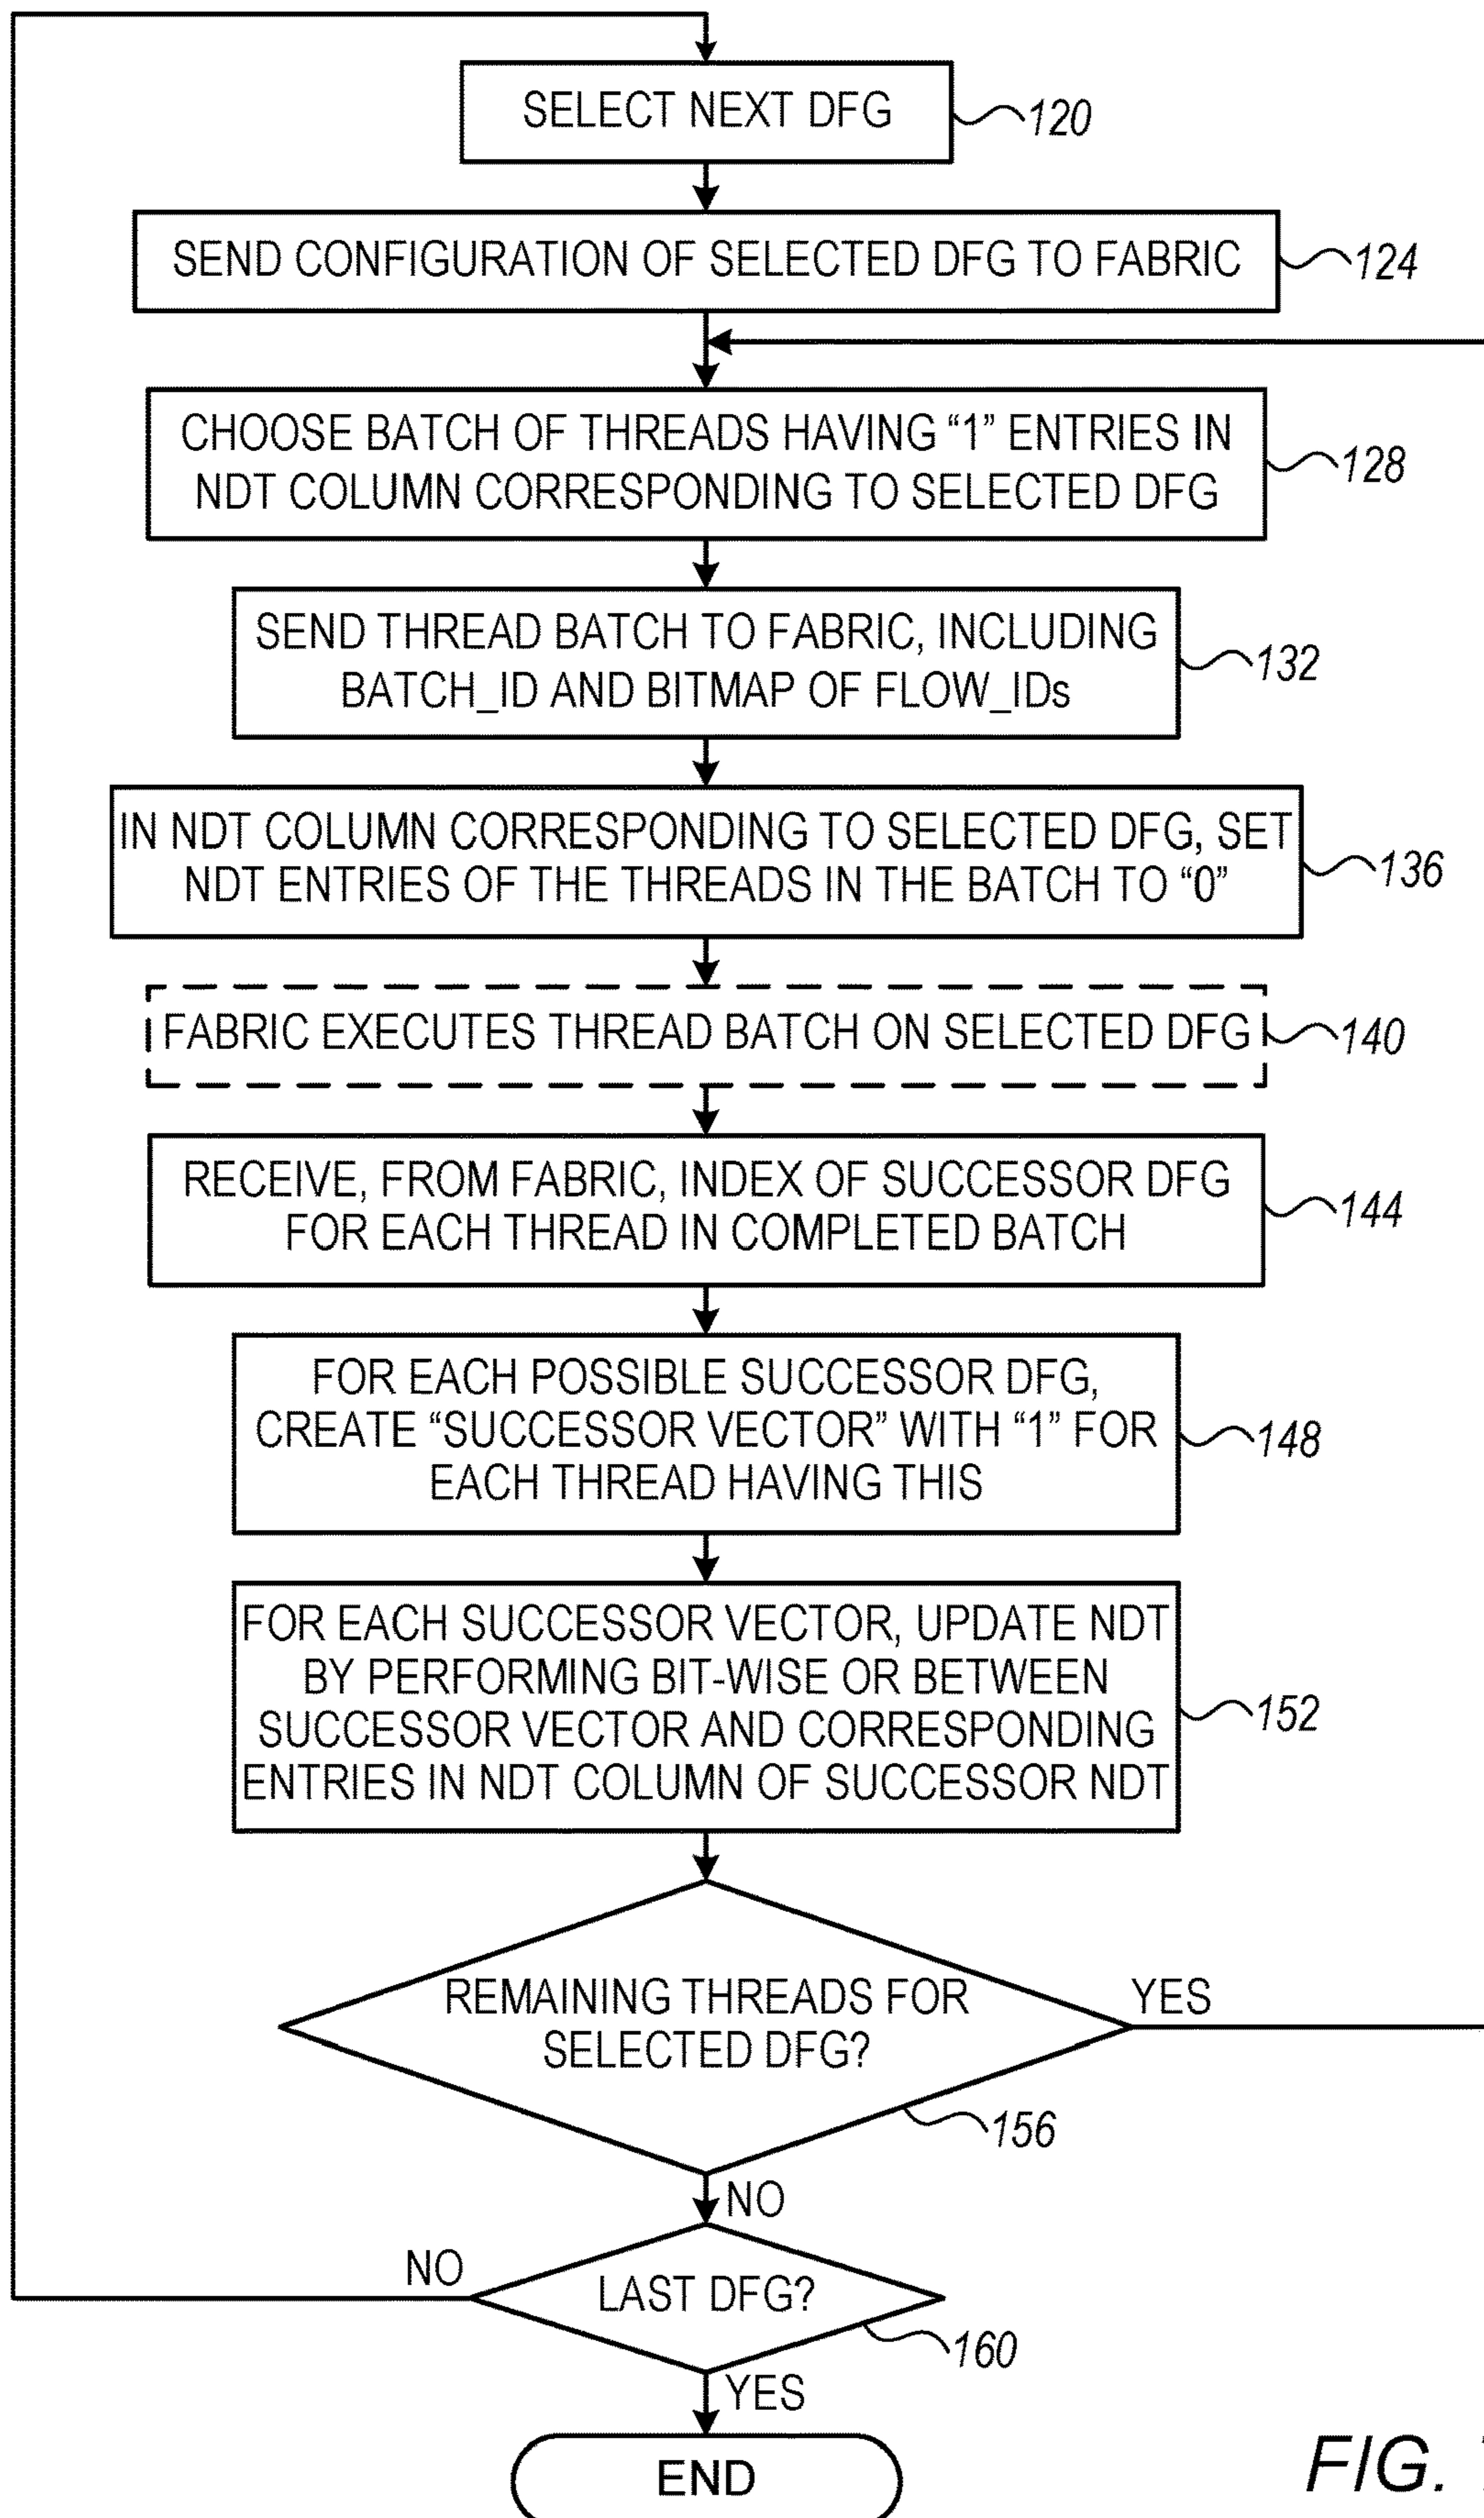 SELECT NEXT DFG
120
SEND CONFIGURATION OF SELECTED DFG TO FABRIC
124
CHOOSE BATCH OF THREADS HAVING “1” ENTRIES IN
NDT COLUMN CORRESPONDING TO SELECTED DFG
128
SEND THREAD BATCH TO FABRIC, INCLUDING
BATCH_ID AND BITMAP OF FLOW_IDs
132
IN NDT COLUMN CORRESPONDING TO SELECTED DFG, SET
NDT ENTRIES OF THE THREADS IN THE BATCH TO “0”
136
FABRIC EXECUTES THREAD BATCH ON SELECTED DFG
140
RECEIVE, FROM FABRIC, INDEX OF SUCCESSOR DFG
FOR EACH THREAD IN COMPLETED BATCH
144
FOR EACH POSSIBLE SUCCESSOR DFG,
CREATE “SUCCESSOR VECTOR” WITH “1” FOR
EACH THREAD HAVING THIS
148
FOR EACH SUCCESSOR VECTOR, UPDATE NDT
BY PERFORMING BIT-WISE OR BETWEEN
SUCCESSOR VECTOR AND CORRESPONDING
ENTRIES IN NDT COLUMN OF SUCCESSOR NDT
152
REMAINING THREADS FOR
SELECTED DFG?
YES
156
NO
NO
LAST DFG?
160
YES
END
FIG.